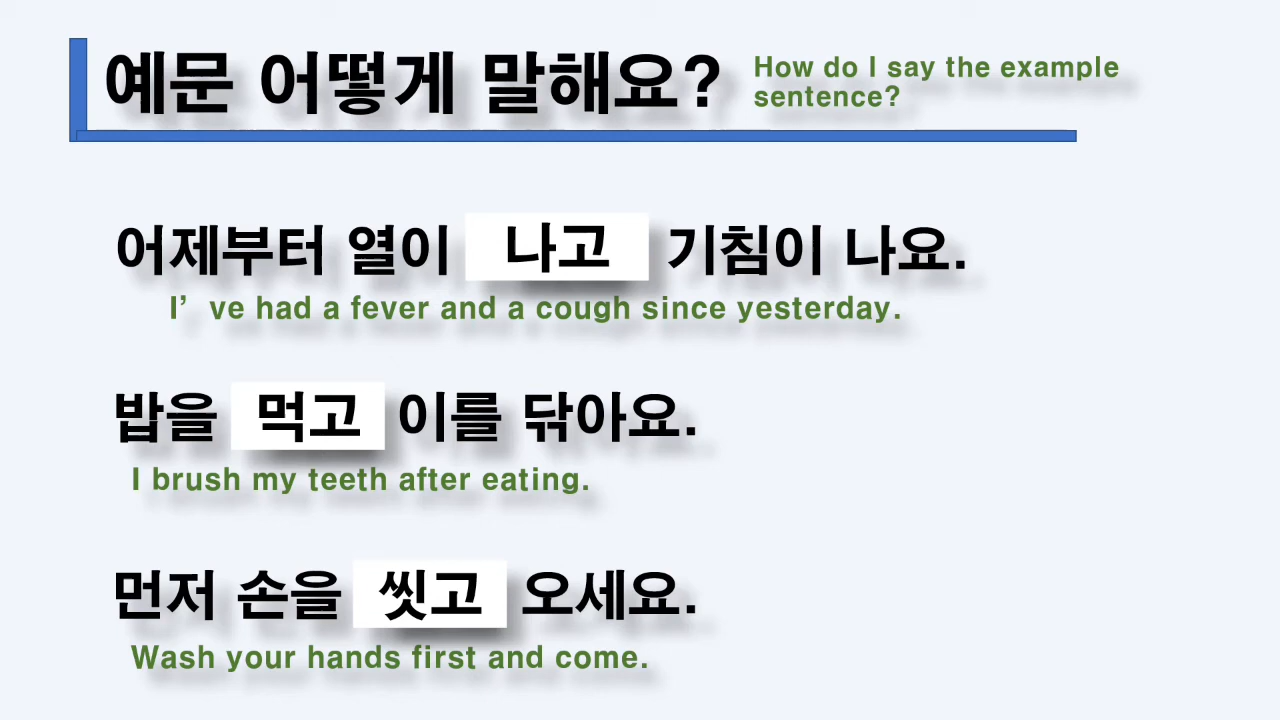 예문 어떻게 말해요?
How do I say the example
sentence?
어제부터 열이 나고 기침이 나요.
I’ve had a fever and a cough since yesterday.
밥을 먹고 이를 닦아요.
I brush my teeth after eating.
먼저 손을 씻고 오세요.
Wash your hands first and come.